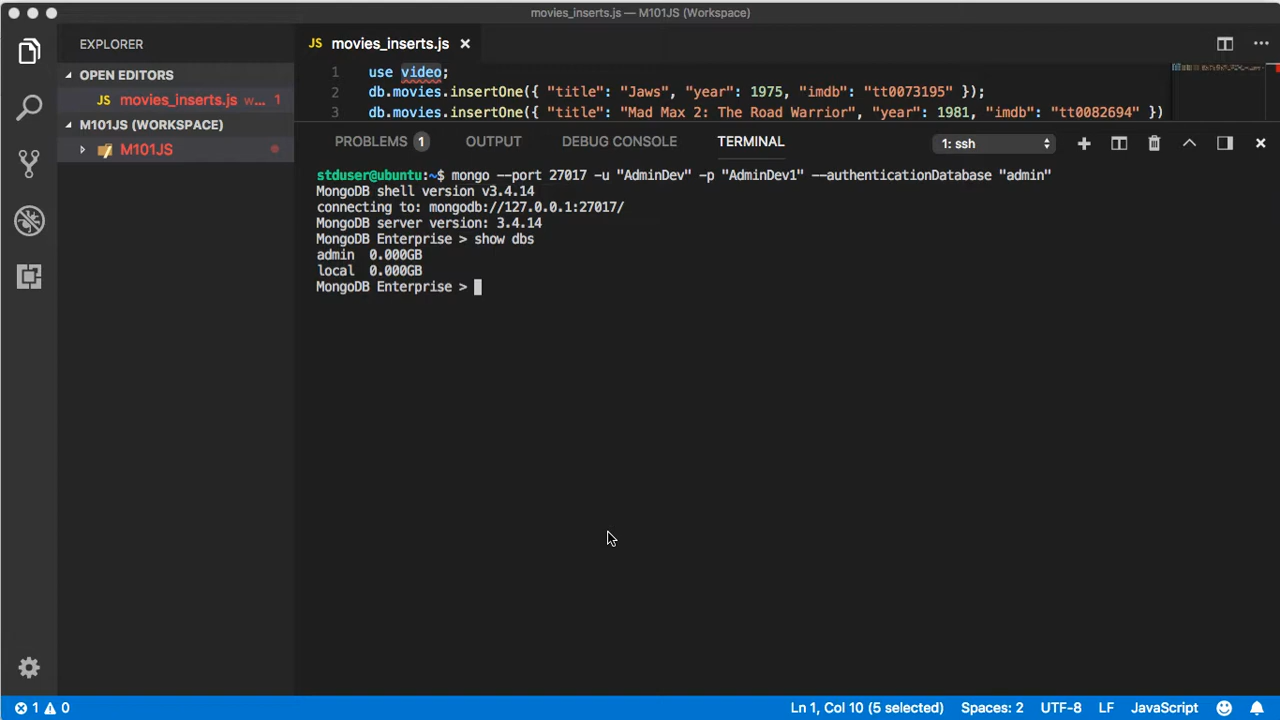 movies_inserts.js — M101JS (Workspace)
EXPLORER
JS movies_inserts.js
OPEN EDITORS
JS movies_inserts.js w... 1
M101JS (WORKSPACE)
M101JS
1 use video;
2 db.movies.insertOne({ "title": "Jaws", "year": 1975, "imdb": "tt0073195" });
3 db.movies.insertOne({ "title": "Mad Max 2: The Road Warrior", "year": 1981, "imdb": "tt0082694" })
PROBLEMS 1 OUTPUT DEBUG CONSOLE TERMINAL 1: ssh
stduser@ubuntu:~$ mongo --port 27017 -u "AdminDev" -p "AdminDev1" --authenticationDatabase "admin"
MongoDB shell version v3.4.14
connecting to: mongodb://127.0.0.1:27017/
MongoDB server version: 3.4.14
MongoDB Enterprise > show dbs
admin 0.000GB
local 0.000GB
MongoDB Enterprise >
1 0 Ln 1, Col 10 (5 selected) Spaces: 2 UTF-8 LF JavaScript